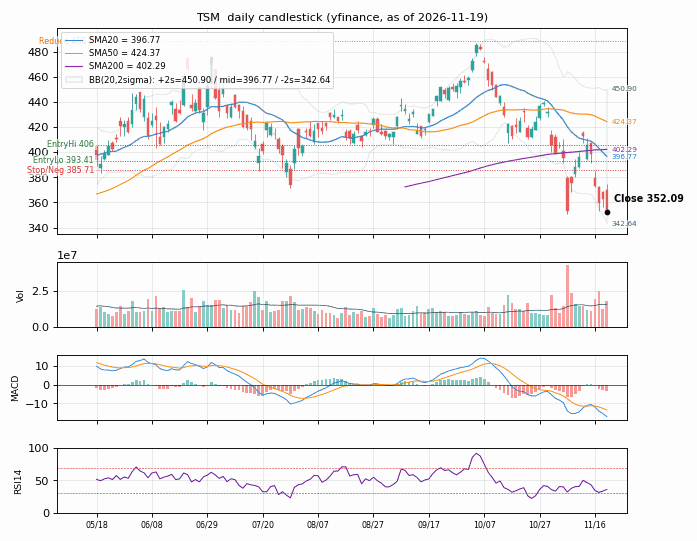 TSM  daily candlestick (yfinance, as of 2026-11-19)
SMA20 = 396.77
SMA50 = 424.37
SMA200 = 402.29
BB(20,2sigma): +2s=450.90 / mid=396.77 / -2s=342.64
480
460
440
420
400
380
360
340
EntryHi 406
EntryLo 393.41
Stop/Neg 385.71
450.90
424.37
402.29
396.77
Close 352.09
342.64
1e7
Vol
2.5
0.0
MACD
10
0
−10
RSI14
100
50
0
05/18
06/08
06/29
07/20
08/07
08/27
09/17
10/07
10/27
11/16